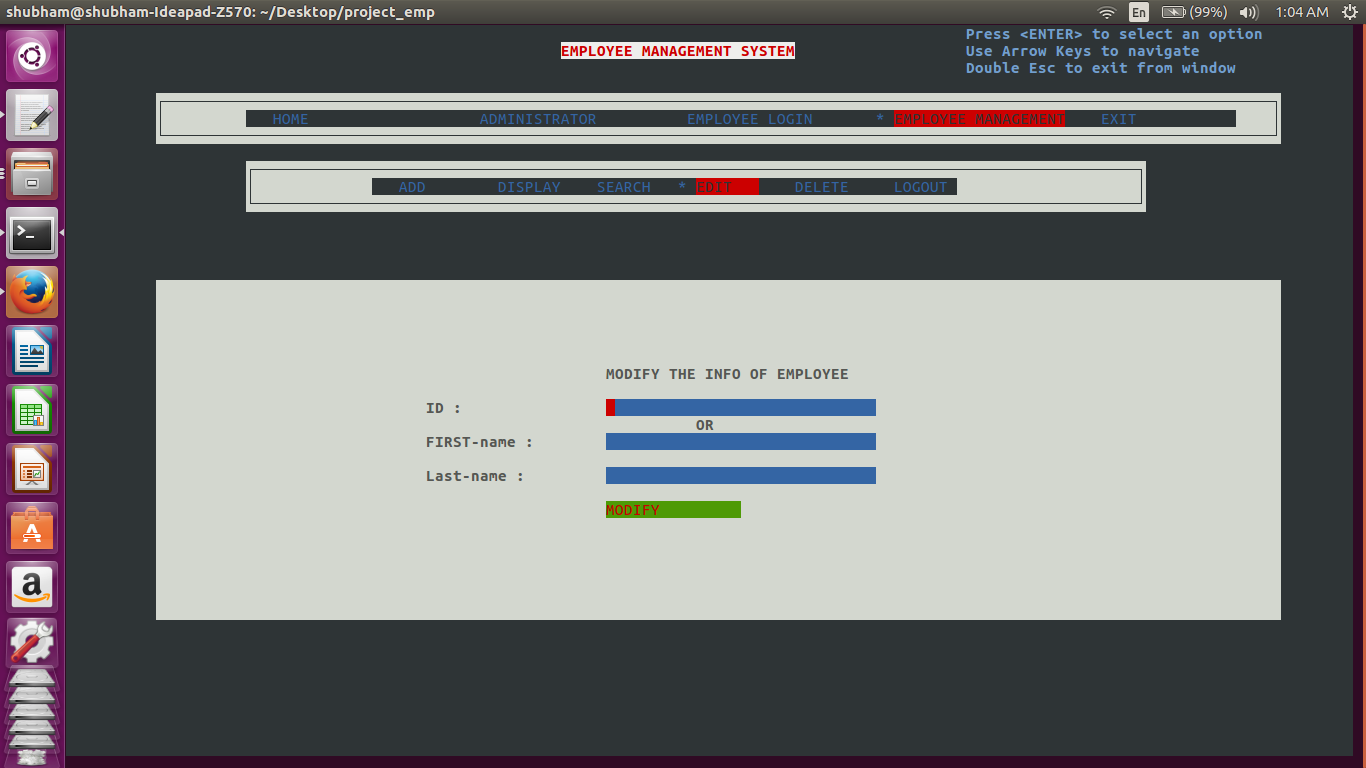 shubham@shubham-Ideapad-Z570: ~/Desktop/project_emp En (99%) 1:04 AM
Press <ENTER> to select an option
EMPLOYEE MANAGEMENT SYSTEM
Use Arrow Keys to navigate
Double Esc to exit from window
HOME ADMINISTRATOR EMPLOYEE LOGIN * EMPLOYEE MANAGEMENT EXIT
ADD DISPLAY SEARCH * EDIT DELETE LOGOUT
MODIFY THE INFO OF EMPLOYEE
ID :
OR
FIRST-name :
Last-name :
MODIFY
>_
A
a